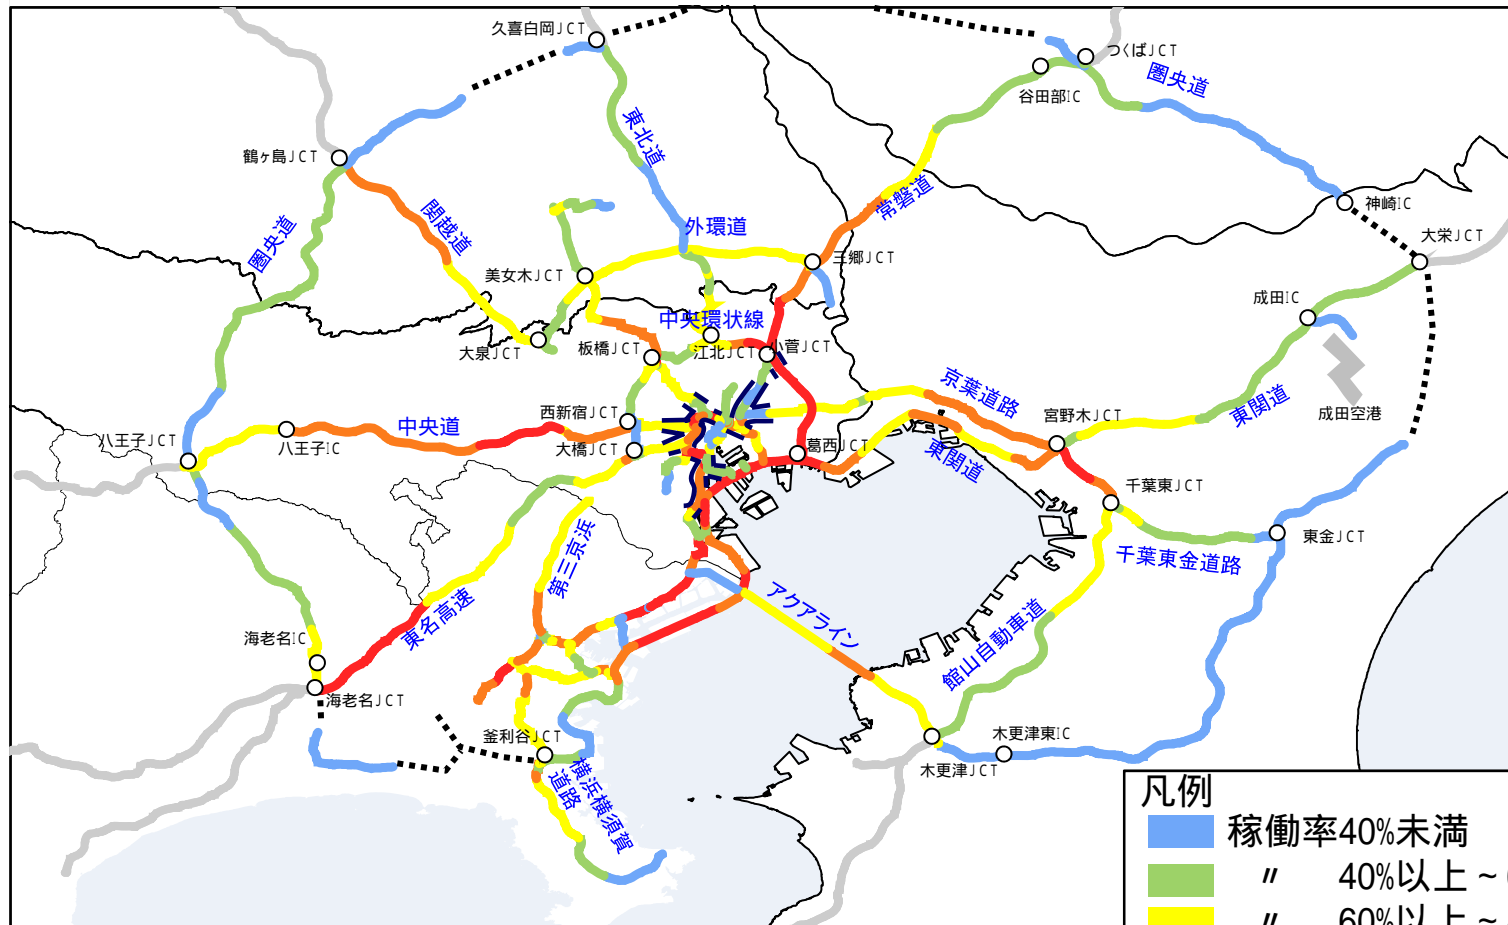 久喜白岡JCT
つくばJCT
谷田部IC
圏央道
東北道
鶴ヶ島JCT
関越道
常磐道
神崎IC
圏央道
外環道
大栄JCT
美女木JCT
三郷JCT
成田IC
中央環状線
大泉JCT
板橋JCT
江北JCT
小菅JCT
京葉道路
東関道
成田空港
西新宿JCT
宮野木JCT
中央道
八王子JCT
八王子IC
大橋JCT
葛西JCT
東関道
千葉東JCT
東金JCT
千葉東金道路
第三京浜
アクアライン
東名高速
館山自動車道
海老名IC
海老名JCT
釜利谷JCT
木更津東IC
木更津JCT
横浜横須賀
道路
凡例
稼働率40%未満
〃 40%以上~
〃 60%以上~